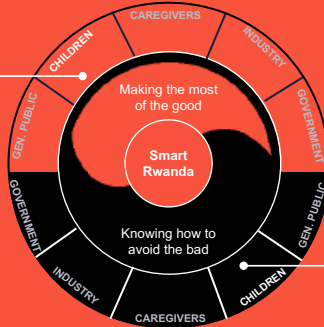 CAREGIVERS
CHILDREN
INDUSTRY
GEN. PUBLIC
GOVERNMENT
Making the most
of the good
Smart
Rwanda
Knowing how to
avoid the bad
GOVERNMENT
GEN. PUBLIC
INDUSTRY
CHILDREN
CAREGIVERS